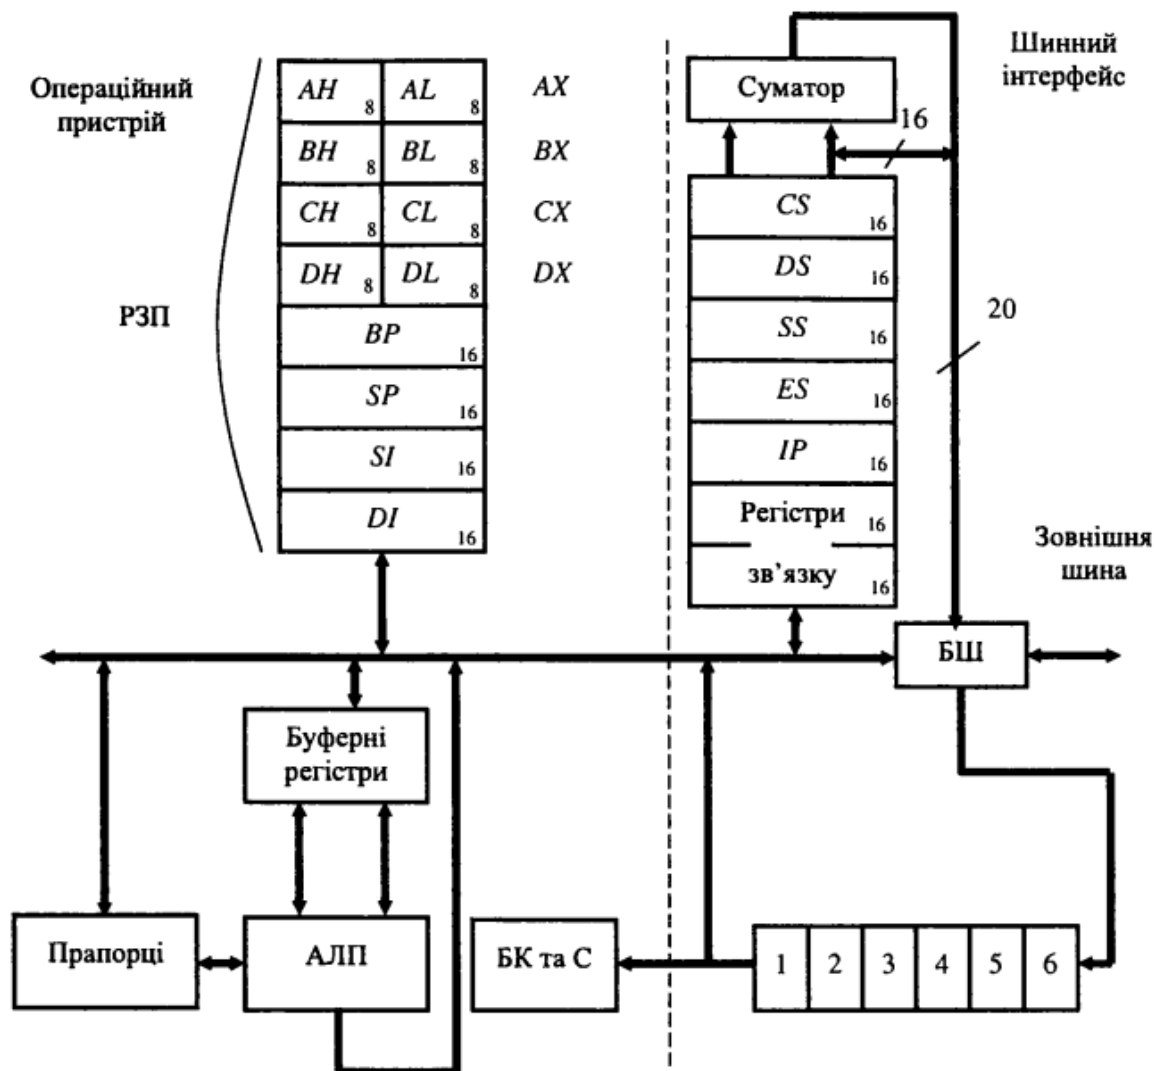 Операційний
пристрій
РЗП
AH 8 AL 8 AX
BH 8 BL 8 BX
CH 8 CL 8 CX
DH 8 DL 8 DX
BP 16
SP 16
SI 16
DI 16
Шинний
інтерфейс
Суматор
16
CS 16
DS 16
SS 16
ES 16
IP 16
Регістри 16
зв’язку 16
20
Зовнішня
шина
БШ
Буферні
регістри
Прапорці
АЛП
БК та С
1 2 3 4 5 6